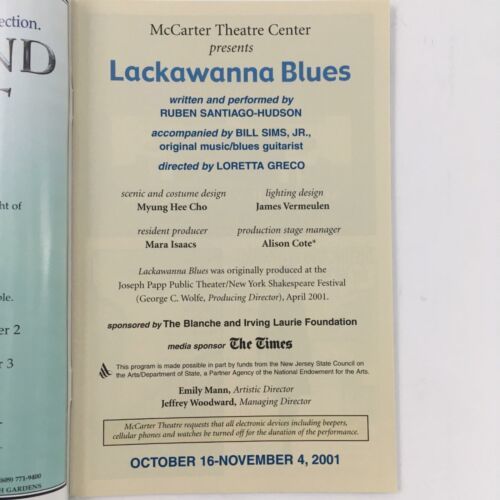 ection.
ND
ht of
ble.
er 2
r 3
(609) 771-9400
H GARDENS
McCarter Theatre Center
presents
Lackawanna Blues
written and performed by
RUBEN SANTIAGO-HUDSON
accompanied by BILL SIMS, JR.,
original music/blues guitarist
directed by LORETTA GRECO
scenic and costume design
Myung Hee Cho
lighting design
James Vermeulen
resident producer
Mara Isaacs
production stage manager
Alison Cote*
Lackawanna Blues was originally produced at the
Joseph Papp Public Theater/New York Shakespeare Festival
(George C. Wolfe, Producing Director), April 2001.
sponsored by The Blanche and Irving Laurie Foundation
media sponsor The Times
This program is made possible in part by funds from the New Jersey State Council on
the Arts/Department of State, a Partner Agency of the National Endowment for the Arts.
Emily Mann, Artistic Director
Jeffrey Woodward, Managing Director
McCarter Theatre requests that all electronic devices including beepers,
cellular phones and watches be turned off for the duration of the performance.
OCTOBER 16-NOVEMBER 4, 2001